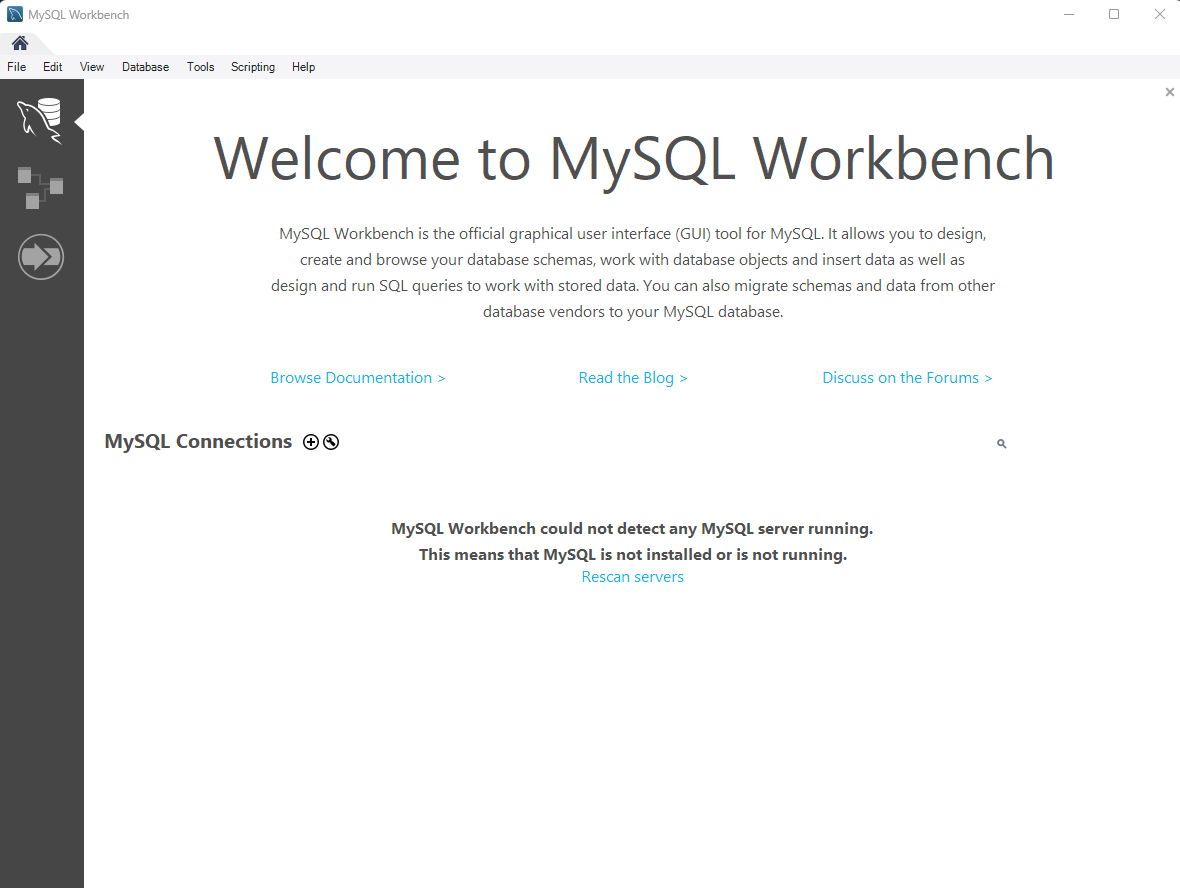 MySQL Workbench
File Edit View Database Tools Scripting Help
Welcome to MySQL Workbench
MySQL Workbench is the official graphical user interface (GUI) tool for MySQL. It allows you to design,
create and browse your database schemas, work with database objects and insert data as well as
design and run SQL queries to work with stored data. You can also migrate schemas and data from other
database vendors to your MySQL database.
Browse Documentation > Read the Blog > Discuss on the Forums >
MySQL Connections
MySQL Workbench could not detect any MySQL server running.
This means that MySQL is not installed or is not running.
Rescan servers